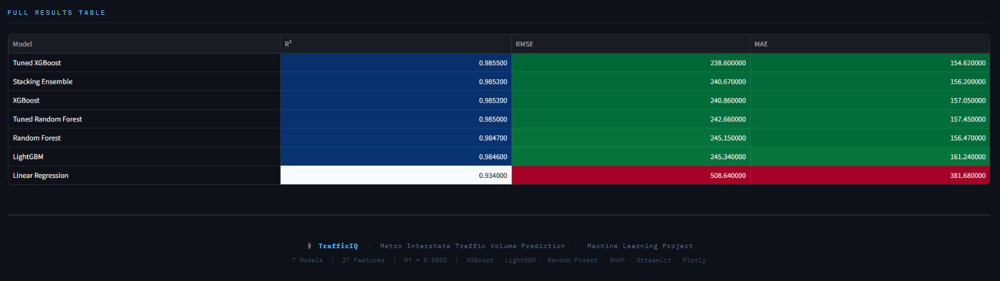 FULL RESULTS TABLE
Model R² RMSE MAE
Tuned XGBoost 0.985500 238.600000 154.620000
Stacking Ensemble 0.985200 240.670000 156.200000
XGBoost 0.985200 240.860000 157.050000
Tuned Random Forest 0.985000 242.660000 157.450000
Random Forest 0.984700 245.150000 156.470000
LightGBM 0.984600 245.340000 161.240000
Linear Regression 0.934000 508.640000 381.680000
🚦 TrafficIQ · Metro Interstate Traffic Volume Prediction · Machine Learning Project
7 Models | 27 Features | R² = 0.9853 | XGBoost · LightGBM · Random Forest · SHAP · Streamlit · Plotly